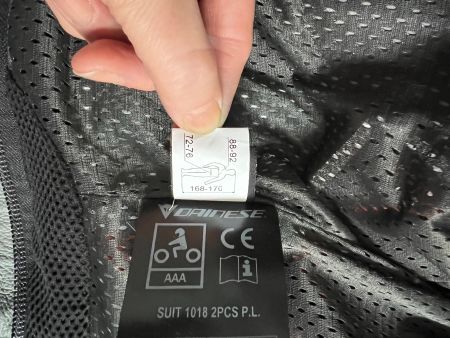 72-76
88-92
168-176
DAINESE
CE
i
AAA
SUIT 1018 2PCS P.L.